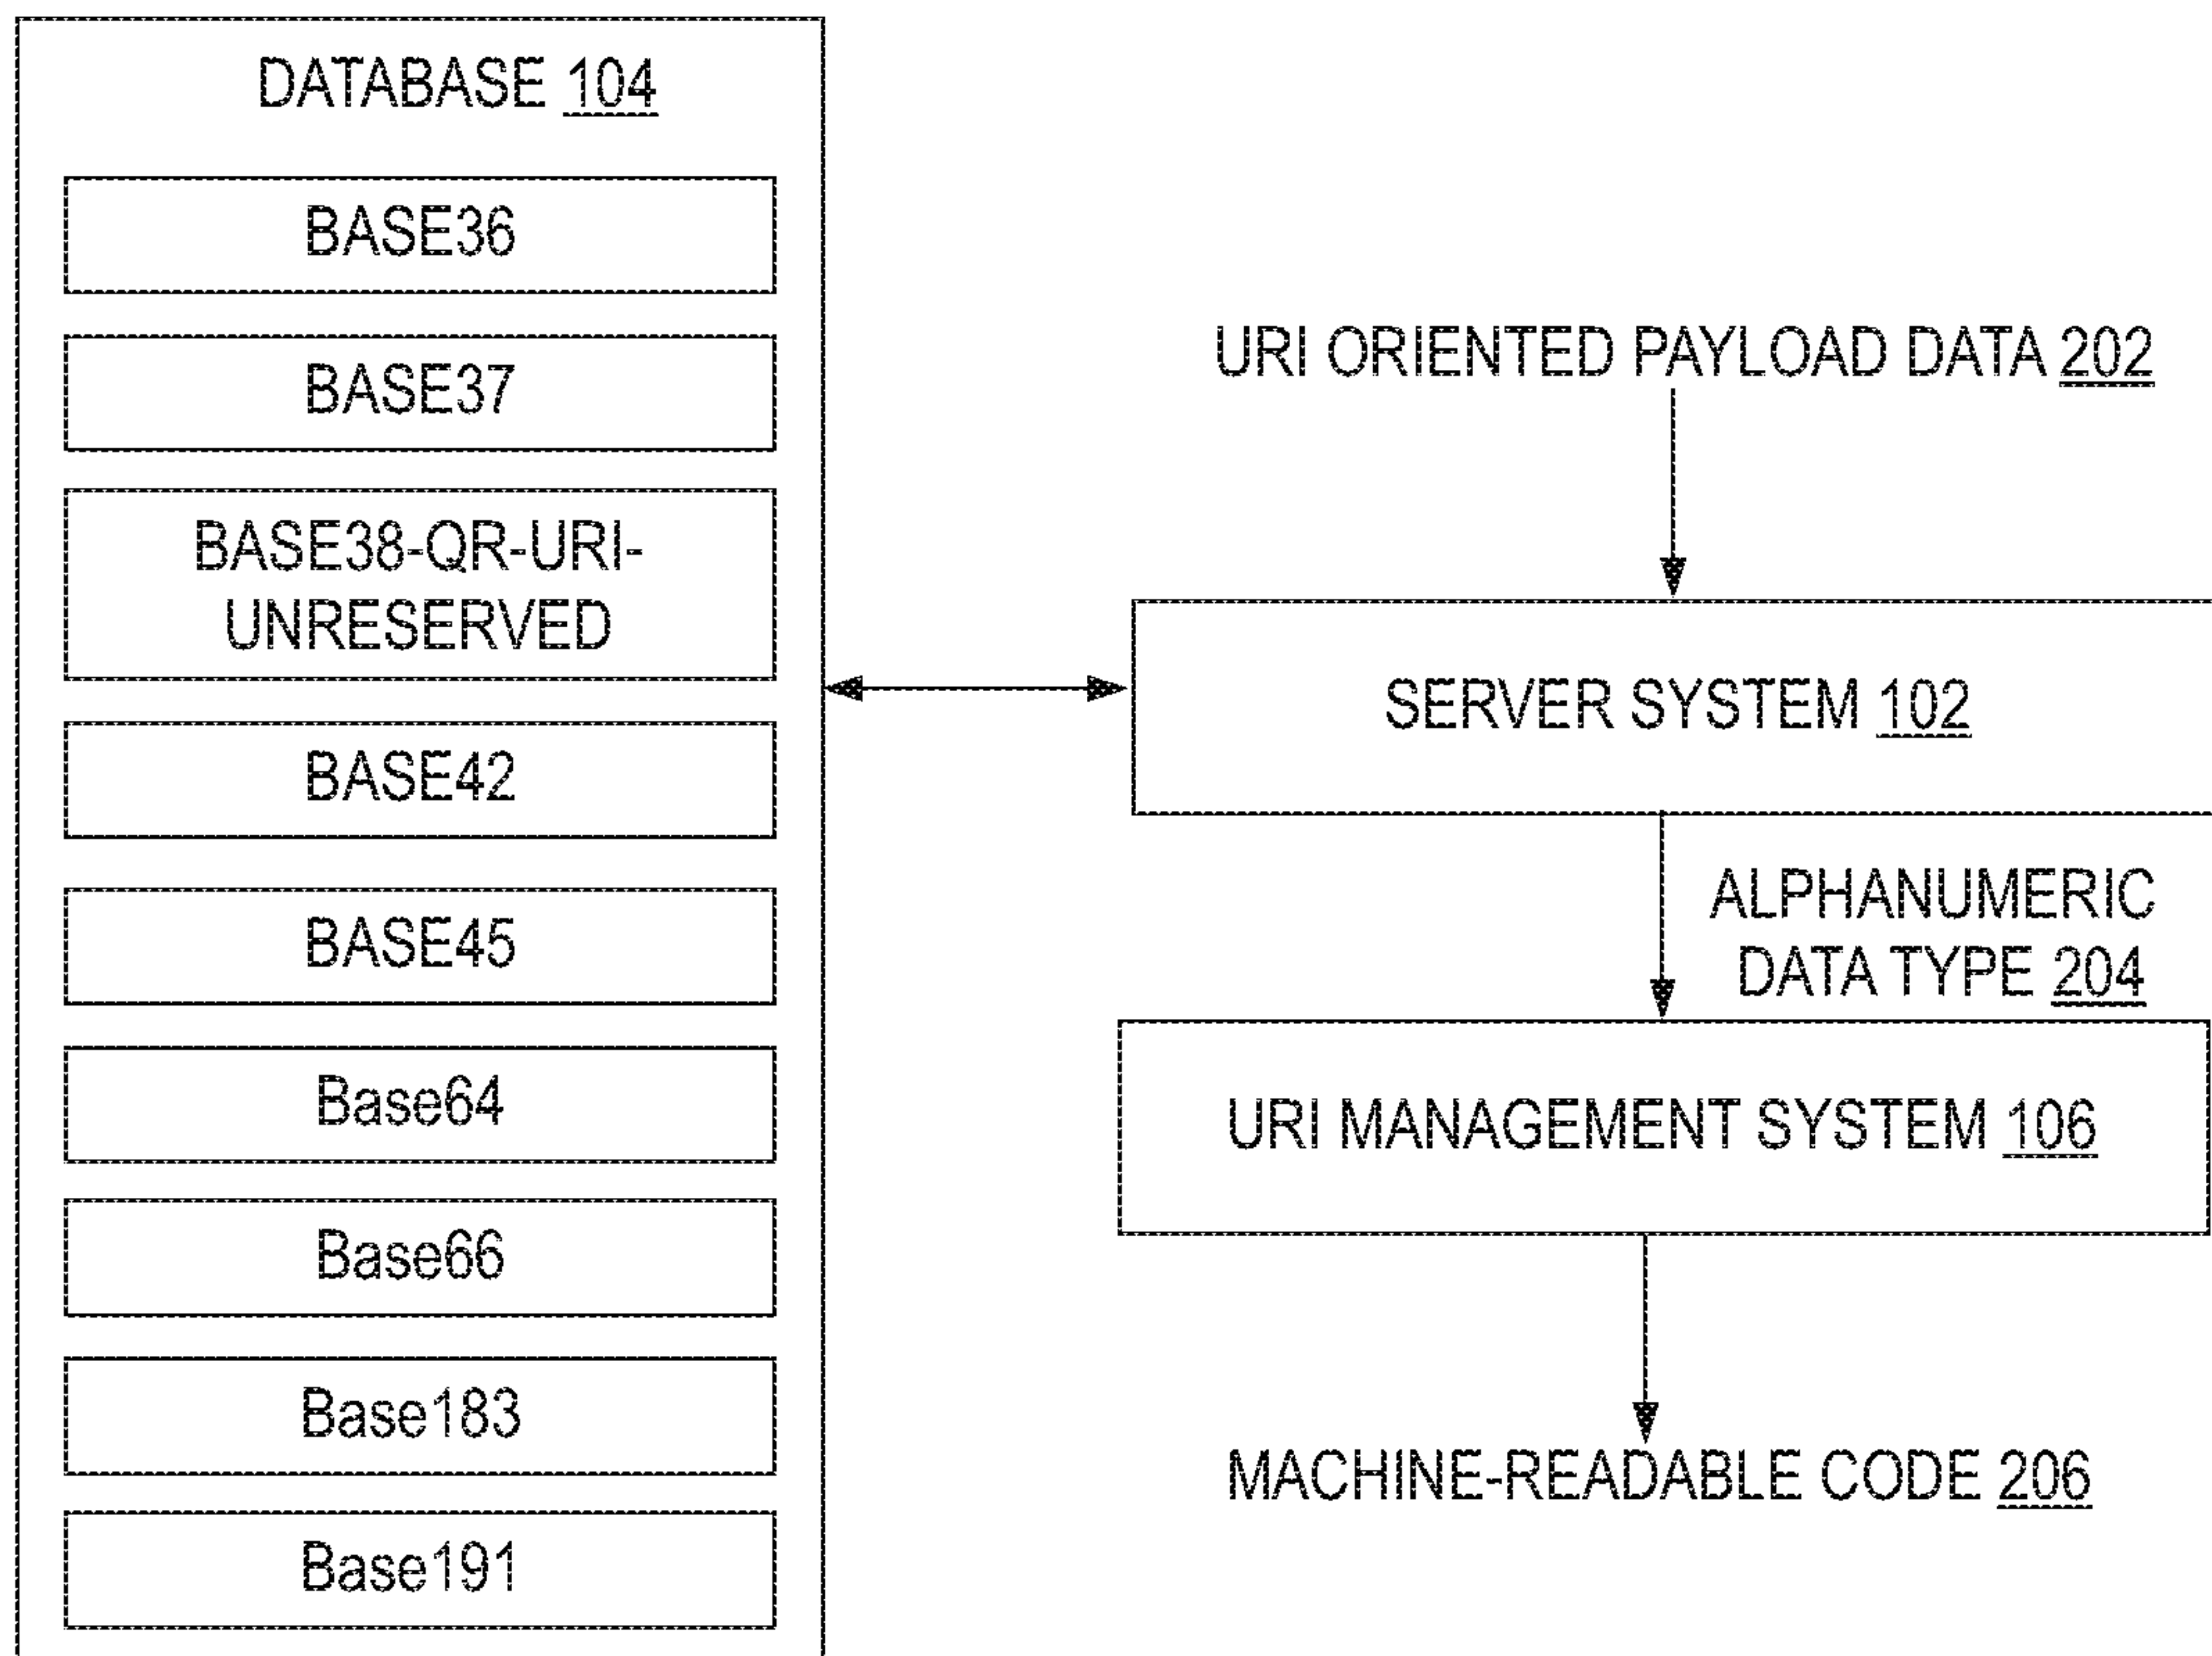 DATABASE 104
BASE36
BASE37
BASE38-QR-URI-
UNRESERVED
BASE42
BASE45
Base64
Base66
Base183
Base191
URI ORIENTED PAYLOAD DATA 202
SERVER SYSTEM 102
ALPHANUMERIC
DATA TYPE 204
URI MANAGEMENT SYSTEM 106
MACHINE-READABLE CODE 206